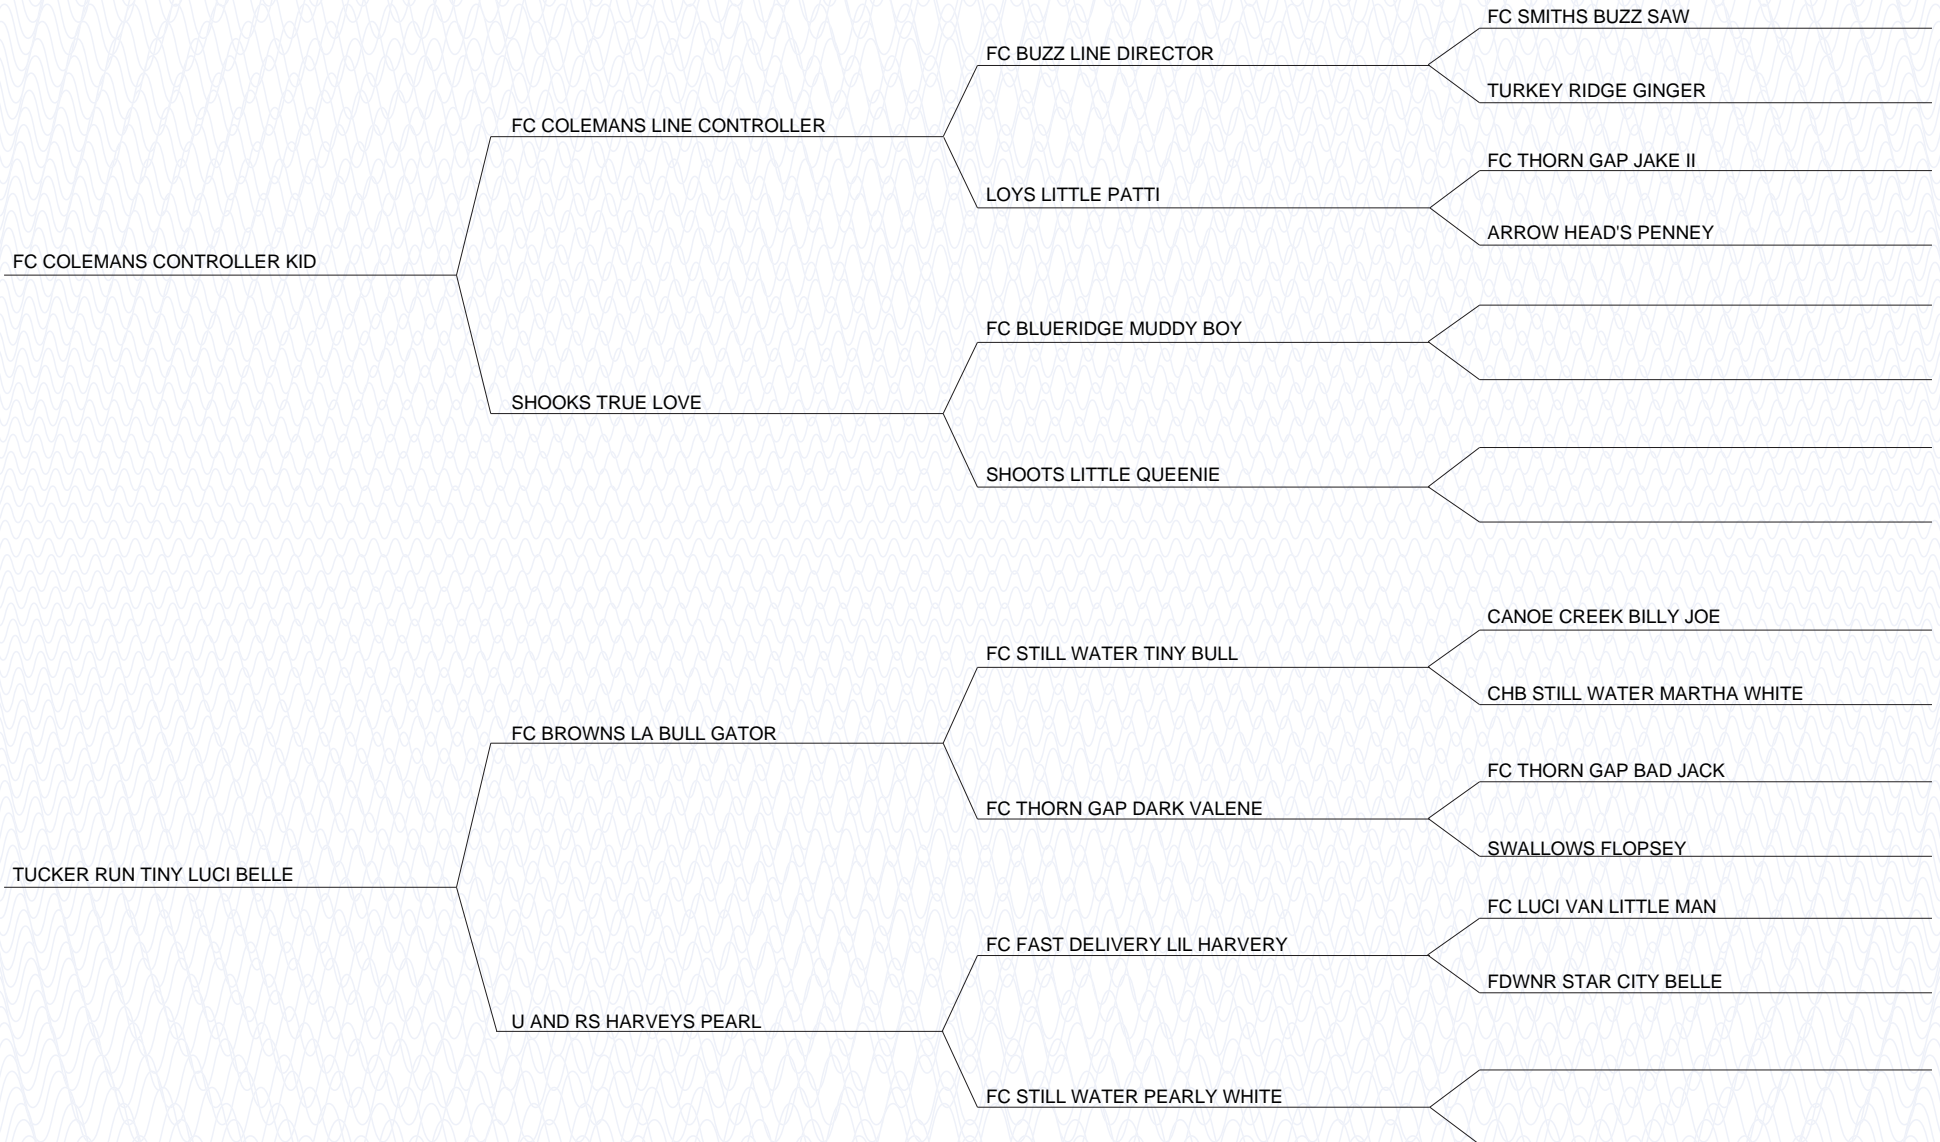 FC SMITHS BUZZ SAW
FC BUZZ LINE DIRECTOR
TURKEY RIDGE GINGER
FC COLEMANS LINE CONTROLLER
FC THORN GAP JAKE II
LOYS LITTLE PATTI
ARROW HEAD'S PENNEY
FC COLEMANS CONTROLLER KID
FC BLUERIDGE MUDDY BOY
SHOOKS TRUE LOVE
SHOOTS LITTLE QUEENIE
CANOE CREEK BILLY JOE
FC STILL WATER TINY BULL
CHB STILL WATER MARTHA WHITE
FC BROWNS LA BULL GATOR
FC THORN GAP BAD JACK
FC THORN GAP DARK VALENE
SWALLOWS FLOPSEY
TUCKER RUN TINY LUCI BELLE
FC LUCI VAN LITTLE MAN
FC FAST DELIVERY LIL HARVERY
FDWNR STAR CITY BELLE
U AND RS HARVEYS PEARL
FC STILL WATER PEARLY WHITE